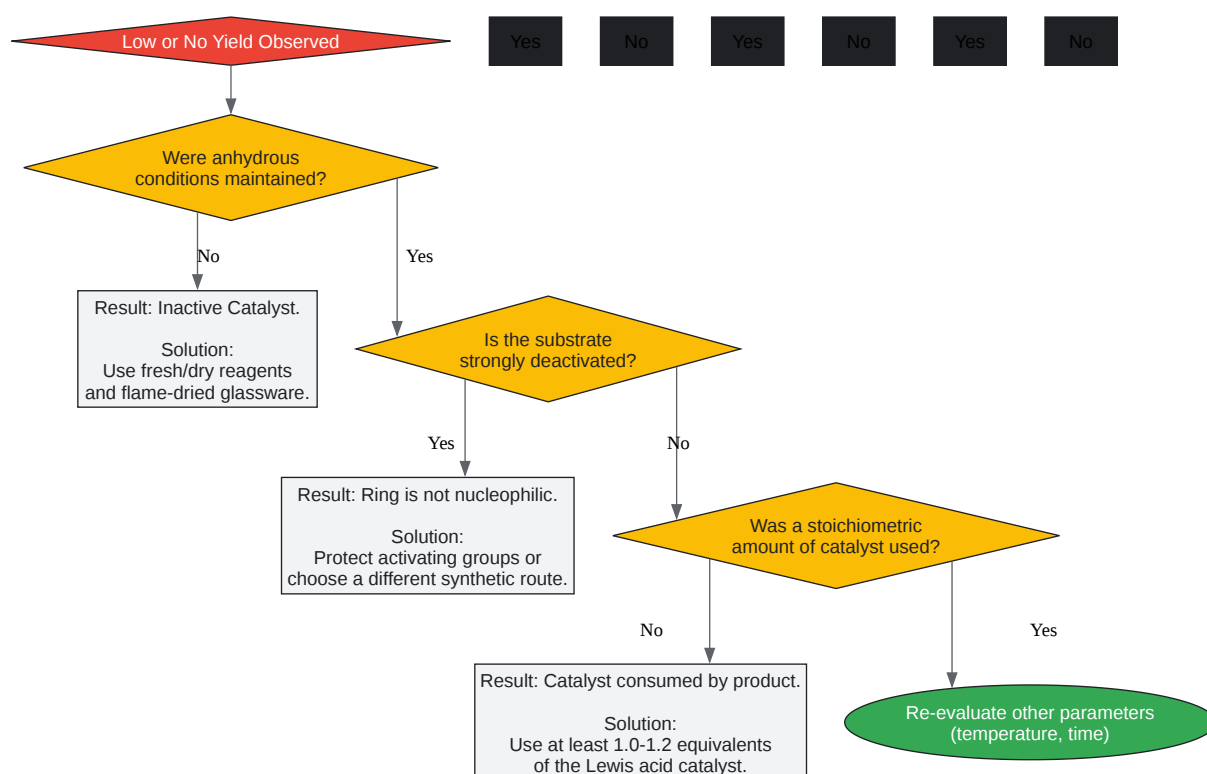 Low or No Yield Observed
Yes
No
Yes
No
Yes
No
Were anhydrous
conditions maintained?
No
Yes
Result: Inactive Catalyst.
Solution:
Use fresh/dry reagents
and flame-dried glassware.
Is the substrate
strongly deactivated?
Yes
No
Result: Ring is not nucleophilic.
Solution:
Protect activating groups or
choose a different synthetic route.
Was a stoichiometric
amount of catalyst used?
No
Yes
Result: Catalyst consumed by product.
Solution:
Use at least 1.0-1.2 equivalents
of the Lewis acid catalyst.
Re-evaluate other parameters
(temperature, time)